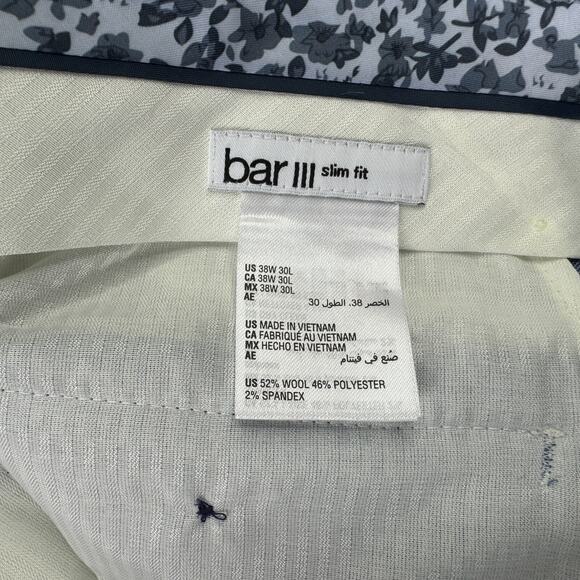 bar III slim fit
US 38W 30L
CA 38W 30L
MX 38W 30L
AE الخصر 38، الطول 30
US MADE IN VIETNAM
CA FABRIQUÉ AU VIETNAM
MX HECHO EN VIETNAM
AE صُنع في فيتنام
US 52% WOOL 46% POLYESTER
2% SPANDEX